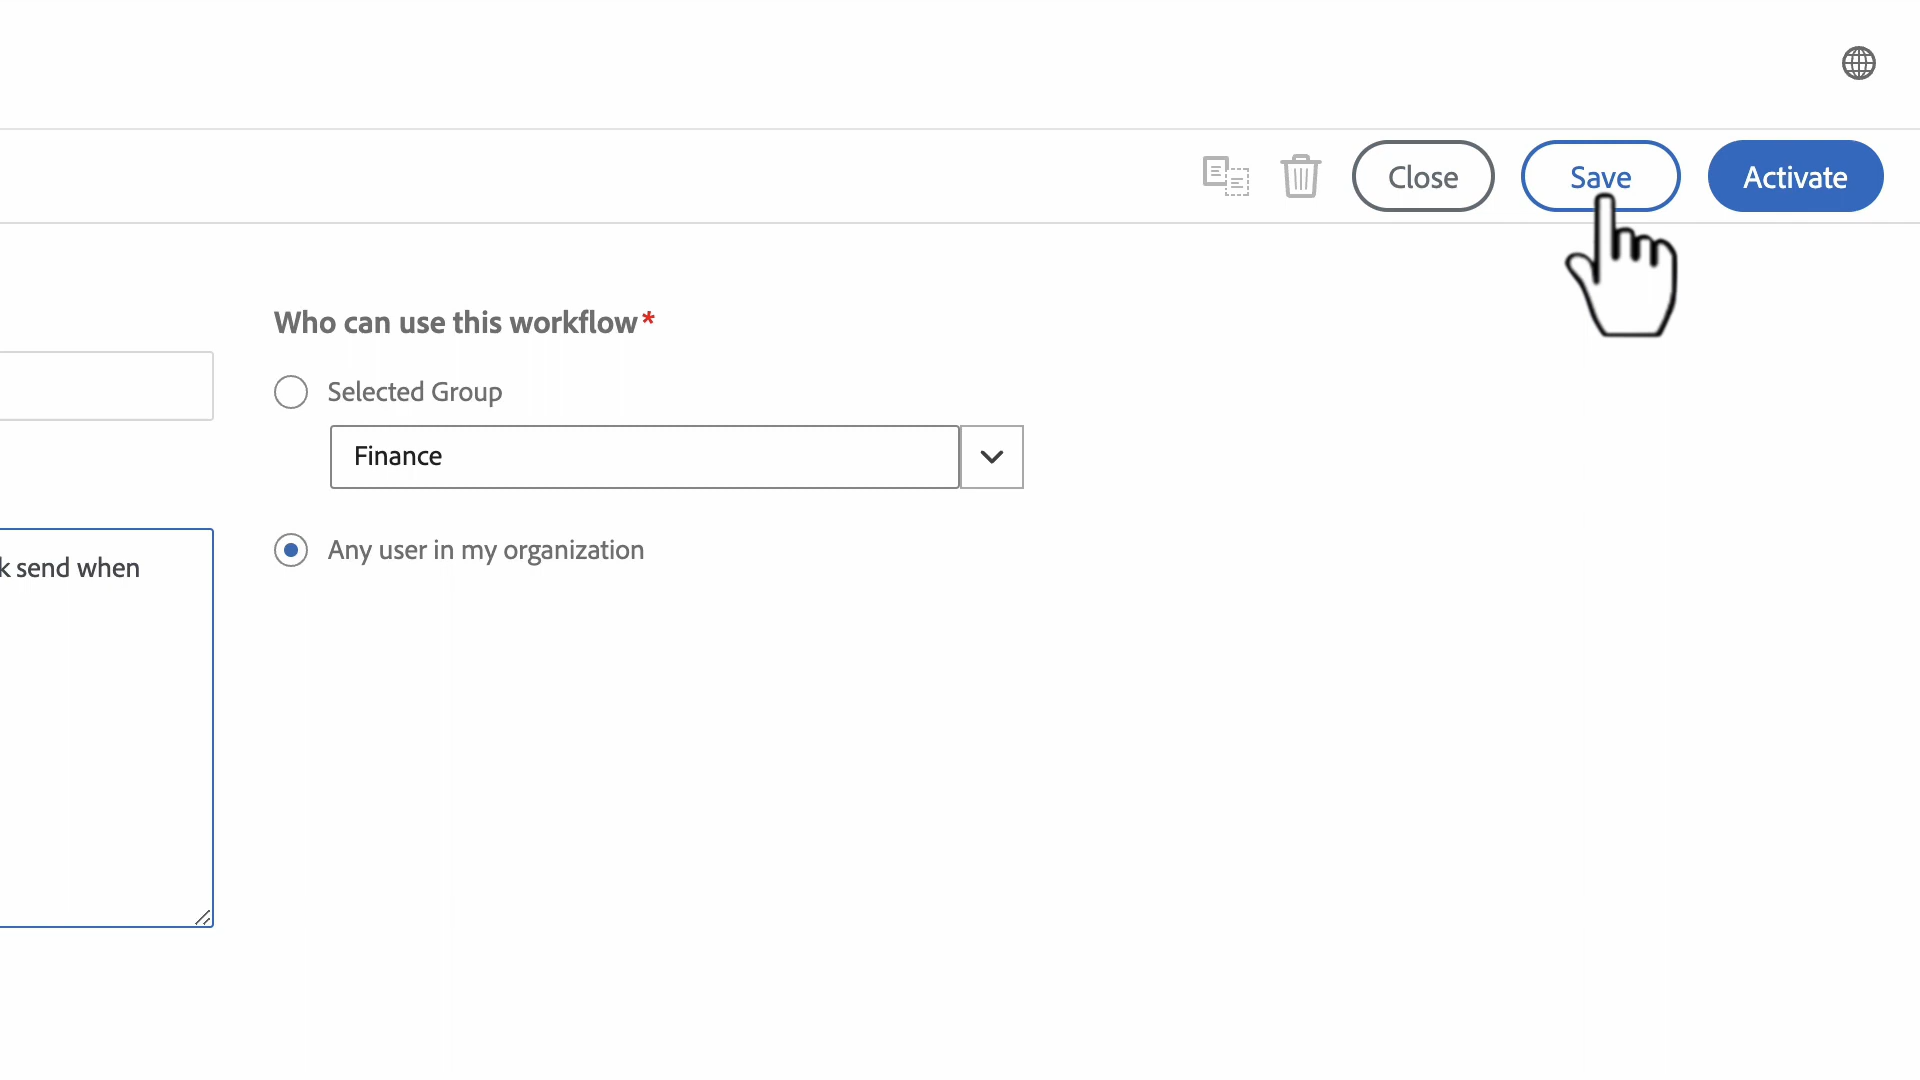 Close
Save
Activate
Who can use this workflow*
Selected Group
Finance
Any user in my organization
k send when